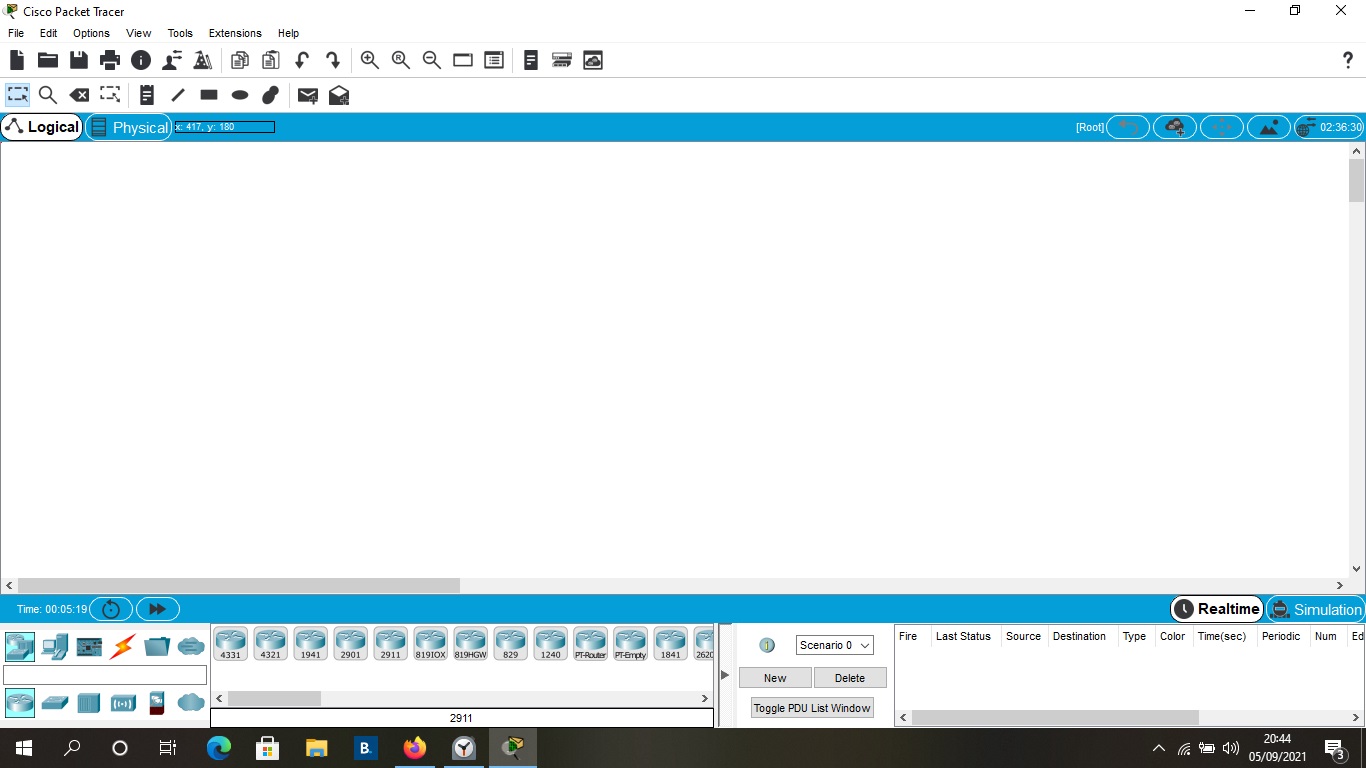 Cisco Packet Tracer
File Edit Options View Tools Extensions Help
?
Logical Physical x: 417, y: 180 [Root] 02:36:30
Time: 00:05:19 Realtime Simulation
4331 4321 1941 2901 2911 819IOX 819HGW 829 1240 PT-Router PT-Empty 1841 2620
2911
Scenario 0
New Delete
Toggle PDU List Window
Fire Last Status Source Destination Type Color Time(sec) Periodic Num Ed
B.
20:44
05/09/2021
3